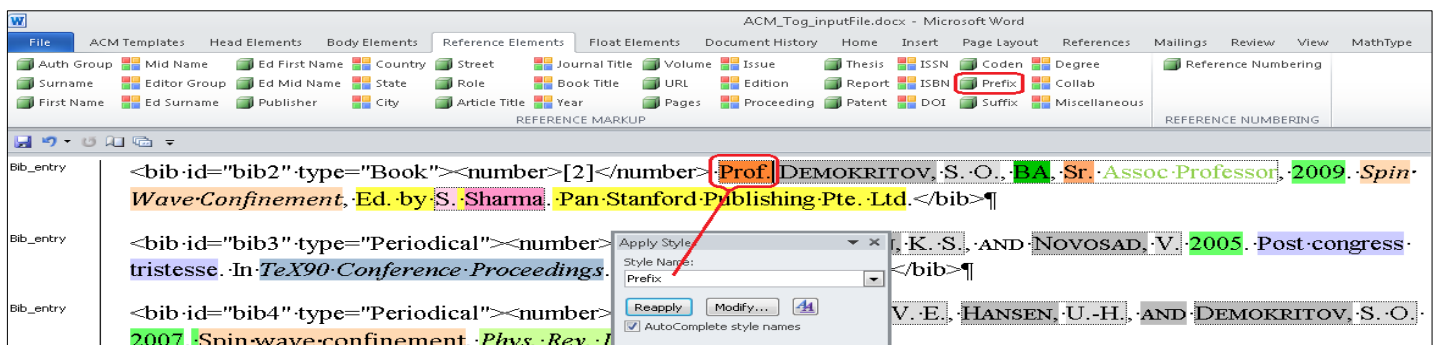 W
ACM_Tog_inputFile.docx - Microsoft Word
File ACM Templates Head Elements Body Elements Reference Elements Float Elements Document History Home Insert Page Layout References Mailings Review View MathType
Auth Group Mid Name Ed First Name Country Street Journal Title Volume Issue Thesis ISSN Coden Degree Reference Numbering
Surname Editor Group Ed Mid Name State Role Book Title URL Edition Report ISBN Prefix Collab
First Name Ed Surname Publisher City Article Title Year Pages Proceeding Patent DOI Suffix Miscellaneous
REFERENCE MARKUP REFERENCE NUMBERING
Bib_entry <bib·id="bib2"·type="Book"><number>[2]</number>·Prof. DEMOKRITOV,·S.·O.,·BA,·Sr.·Assoc·Professor,·2009.·Spin·
Wave·Confinement,·Ed.·by·S.·Sharma.·Pan·Stanford·Publishing·Pte.·Ltd.</bib>¶
Bib_entry <bib·id="bib3"·type="Periodical"><number> ,·K.·S.,·AND·NOVOSAD,·V.·2005.·Post·congress·
tristesse.·In·TeX90·Conference·Proceedings. </bib>¶
Apply Styles
Style Name:
Prefix
Reapply Modify...
AutoComplete style names
Bib_entry <bib·id="bib4"·type="Periodical"><number> V.·E.,·HANSEN,·U.-H.,·AND·DEMOKRITOV,·S.·O.·
2007.·Spin-wave·confinement.·Phys.·Rev.